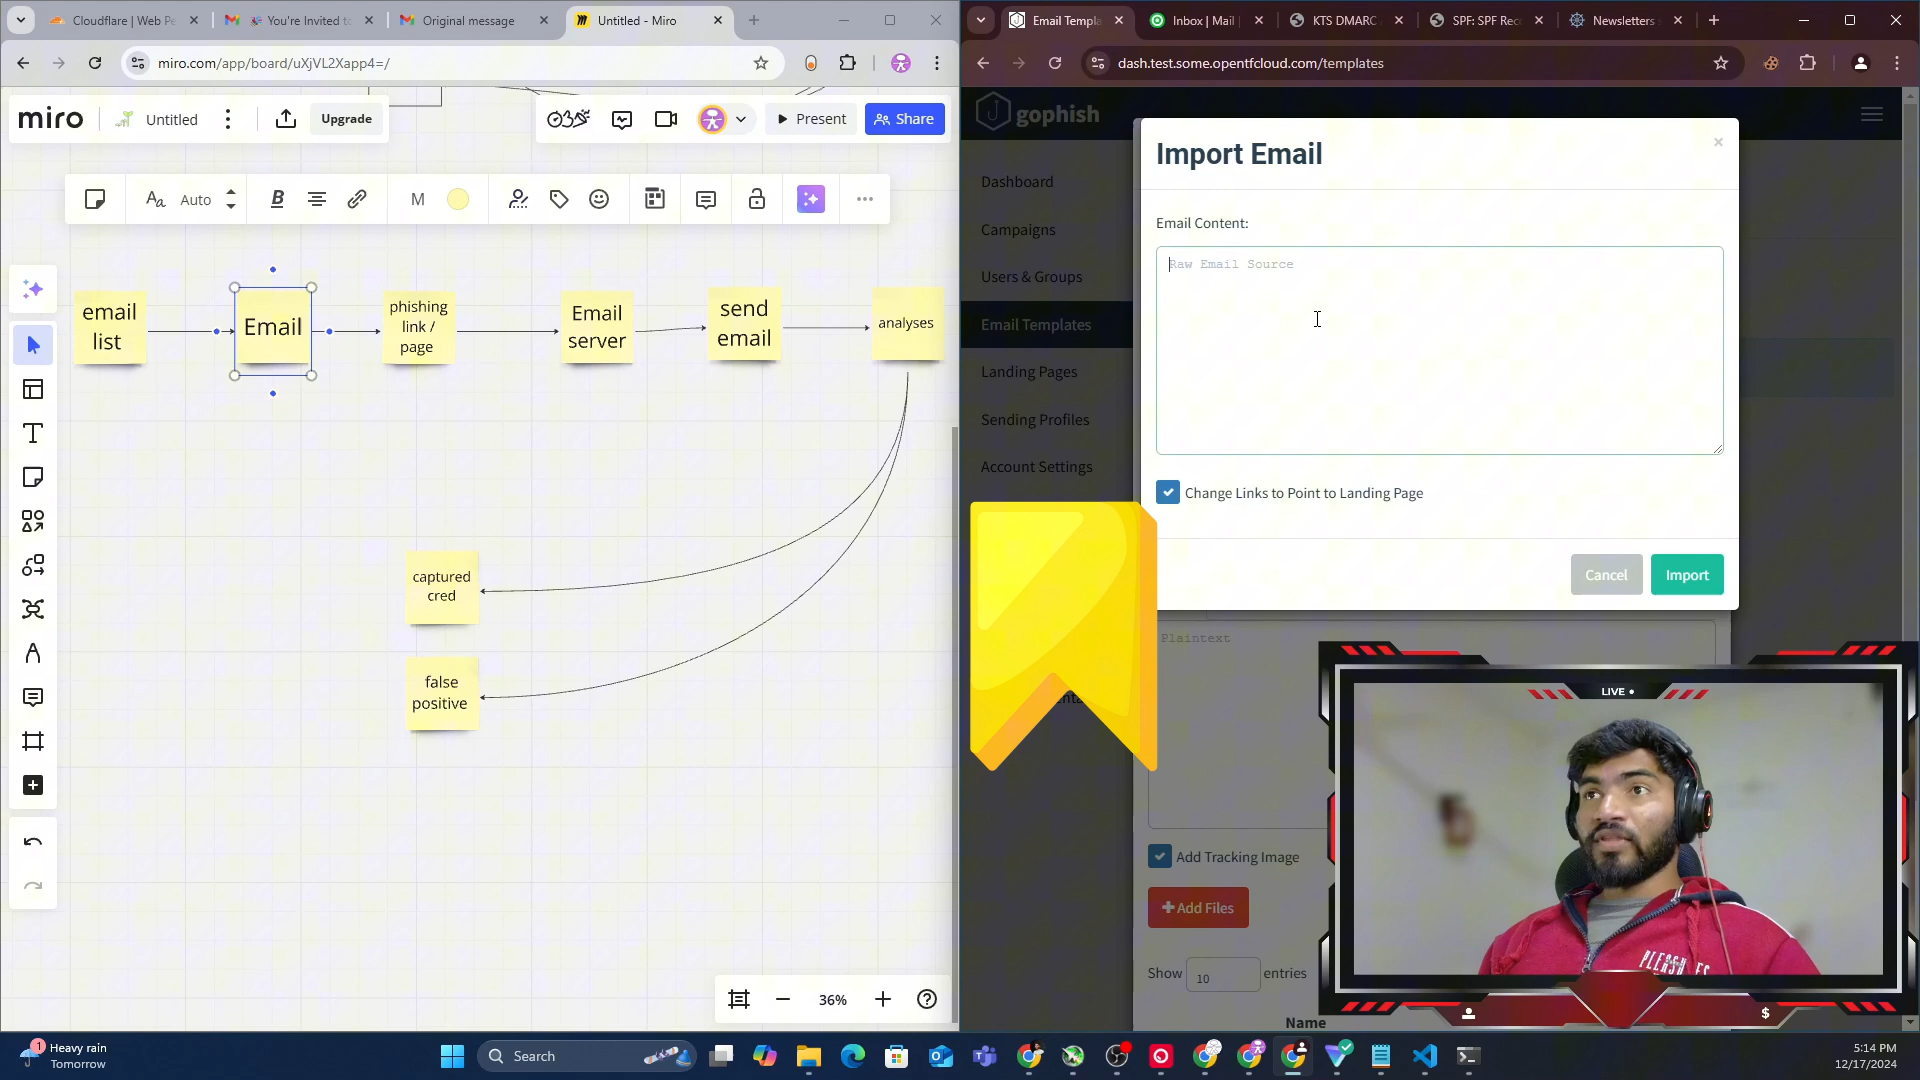 Cloudflare | Web Pe
You're Invited to
Original message
Untitled - Miro
miro.com/app/board/uXjVL2Xapp4=/
miro
Untitled
Upgrade
Present
Share
Auto
M
email
list
Email
phishing
link /
page
Email
server
send
email
analyses
captured
cred
false
positive
36%
Email Templa
Inbox | Mail
KTS DMARC
SPF: SPF Rec
Newsletters
dash.test.some.opentfcloud.com/templates
gophish
Dashboard
Campaigns
Users & Groups
Email Templates
Landing Pages
Sending Profiles
Account Settings
Import Email
Email Content:
Raw Email Source
Change Links to Point to Landing Page
Cancel
Import
Plaintext
Add Tracking Image
Add Files
Show 10 entries
Name
LIVE
$
1
Heavy rain
Tomorrow
Search
5:14 PM
12/17/2024